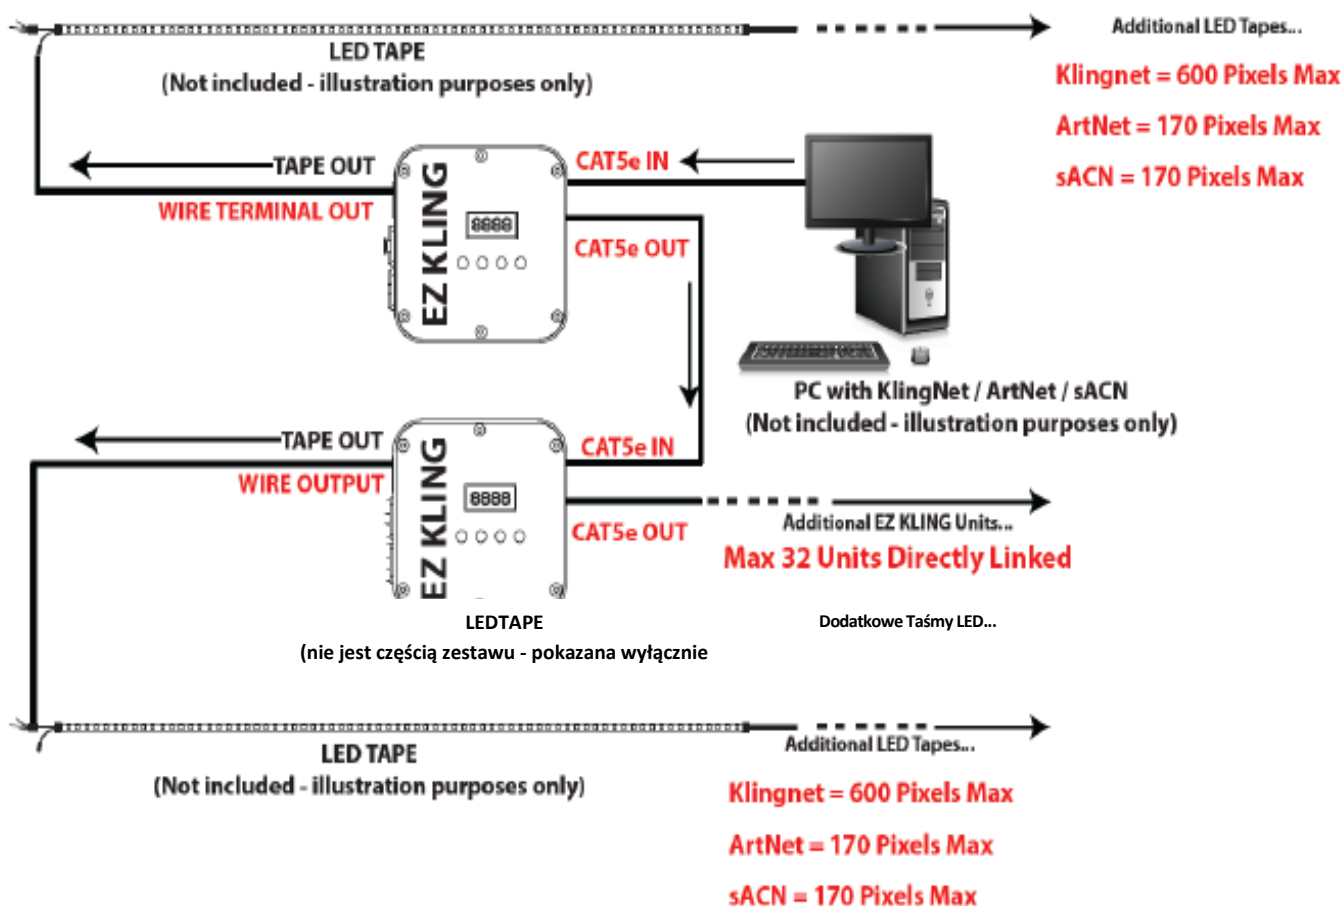 Additional LED Tapes...
LED TAPE
(Not included - illustration purposes only)
Klingnet = 600 Pixels Max
ArtNet = 170 Pixels Max
sACN = 170 Pixels Max
TAPE OUT
WIRE TERMINAL OUT
EZ KLING
8888
CAT5e IN
CAT5e OUT
PC with KlingNet / ArtNet / sACN
(Not included - illustration purposes only)
TAPE OUT
WIRE OUTPUT
EZ KLING
8888
CAT5e IN
CAT5e OUT
Additional EZ KLING Units...
Max 32 Units Directly Linked
LEDTAPE
(nie jest częścią zestawu - pokazana wyłącznie
Dodatkowe Taśmy LED...
LED TAPE
(Not included - illustration purposes only)
Additional LED Tapes...
Klingnet = 600 Pixels Max
ArtNet = 170 Pixels Max
sACN = 170 Pixels Max